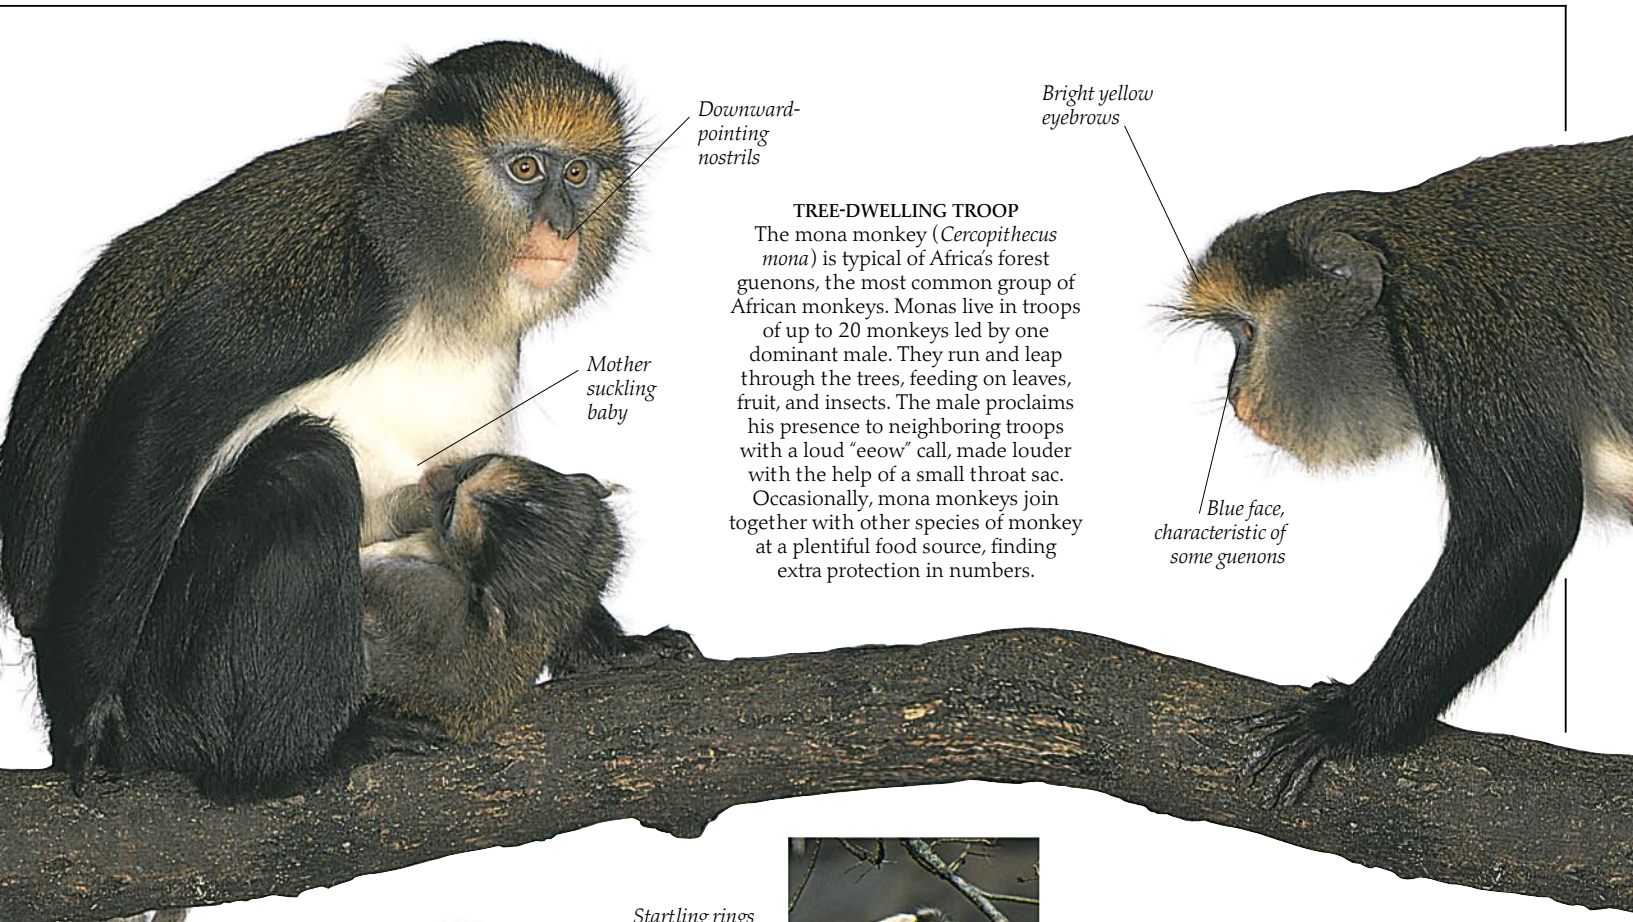 Downward-
pointing
nostrils
Bright yellow
eyebrows
TREE-DWELLING TROOP
The mona monkey (Cercopithecus
mona) is typical of Africa's forest
guenons, the most common group of
African monkeys. Monas live in troops
of up to 20 monkeys led by one
dominant male. They run and leap
through the trees, feeding on leaves,
fruit, and insects. The male proclaims
his presence to neighboring troops
with a loud "eeow" call, made louder
with the help of a small throat sac.
Occasionally, mona monkeys join
together with other species of monkey
at a plentiful food source, finding
extra protection in numbers.
Mother
suckling
baby
Blue face,
characteristic of
some guenons
Startling rings